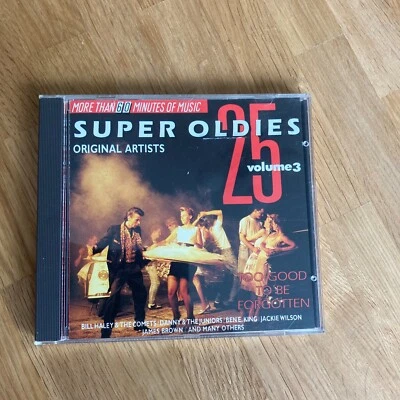 MORE THAN 60 MINUTES OF MUSIC
25
SUPER OLDIES
ORIGINAL ARTISTS
volume 3
TOO GOOD
TO BE
FORGOTTEN
BILL HALEY & THE COMETS · DANNY & THE JUNIORS · BEN E. KING · JACKIE WILSON
JAMES BROWN · AND MANY OTHERS